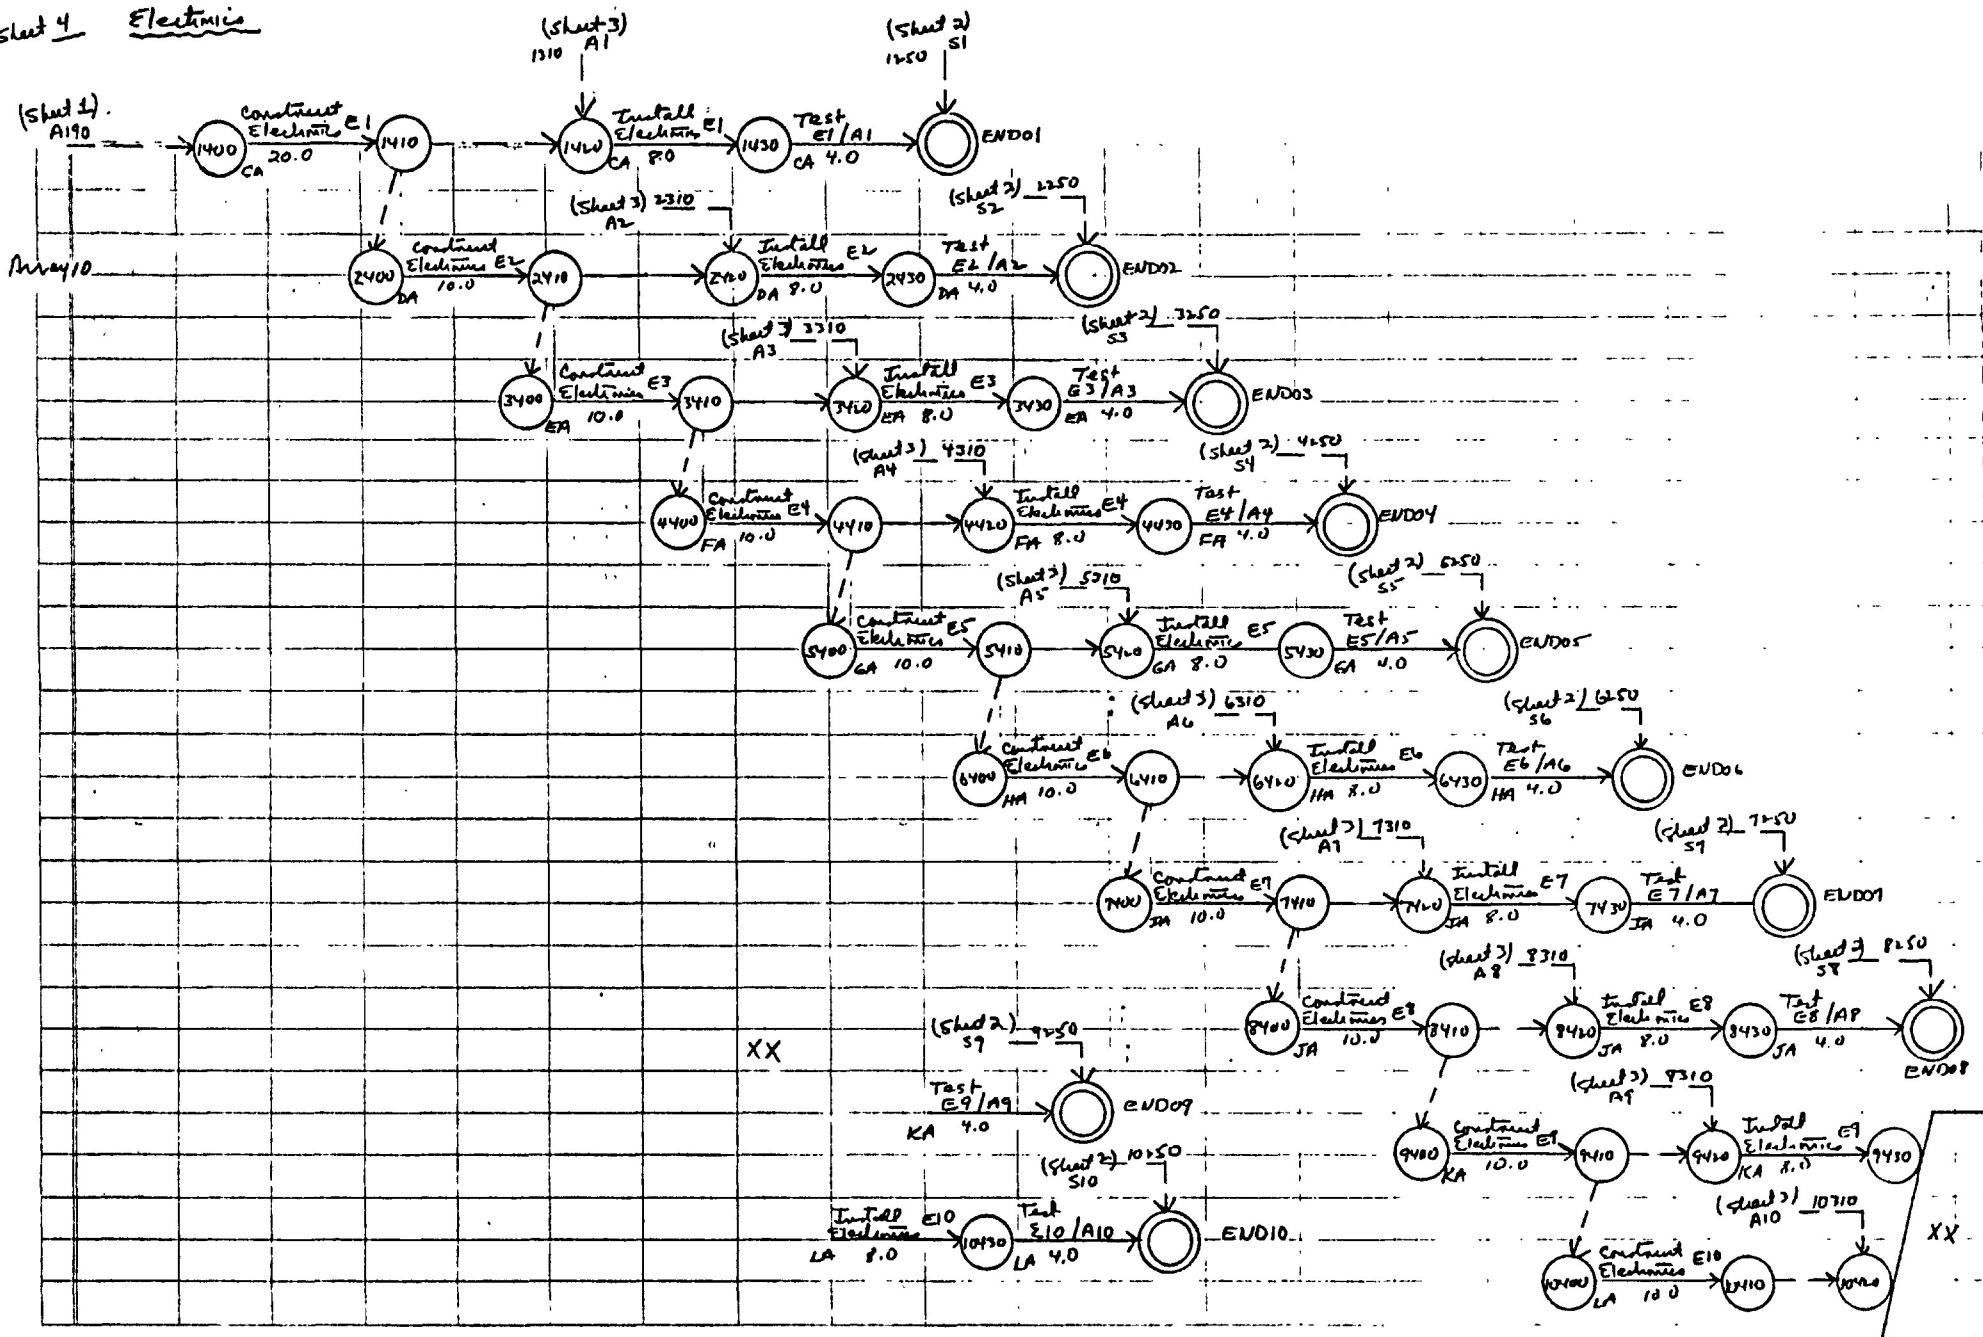 Sheet 4 Electronics
(Sheet 3)
1310 A1
(Sheet 2)
1250 S1
(Sheet 1)
A190
1400
Construct
Electronics E1
20.0
CA
1410
1420
Install
Electronics E1
CA 8.0
1430
Test
E1/A1
CA 4.0
END01
(Sheet 3) 2310
A2
(Sheet 2) 2250
S2
Array 10
2400
Construct
Electronics E2
DA 10.0
2410
2420
Install
Electronics E2
DA 8.0
2430
Test
E2/A2
DA 4.0
END02
(Sheet 3) 3310
A3
(Sheet 2) 3250
S3
3400
Construct
Electronics E3
EA 10.0
3410
3420
Install
Electronics E3
EA 8.0
3430
Test
E3/A3
EA 4.0
END03
(Sheet 3) 4310
A4
(Sheet 2) 4250
S4
4400
Construct
Electronics E4
FA 10.0
4410
4420
Install
Electronics E4
FA 8.0
4430
Test
E4/A4
FA 4.0
END04
(Sheet 3) 5310
A5
(Sheet 2) 5250
S5
5400
Construct
Electronics E5
GA 10.0
5410
5420
Install
Electronics E5
GA 8.0
5430
Test
E5/A5
GA 4.0
END05
(Sheet 3) 6310
A6
(Sheet 2) 6250
S6
6400
Construct
Electronics E6
HA 10.0
6410
6420
Install
Electronics E6
HA 8.0
6430
Test
E6/A6
HA 4.0
END06
(Sheet 3) 7310
A7
(Sheet 2) 7250
S7
7400
Construct
Electronics E7
IA 10.0
7410
7420
Install
Electronics E7
IA 8.0
7430
Test
E7/A7
IA 4.0
END07
(Sheet 3) 8310
A8
(Sheet 2) 8250
S8
8400
Construct
Electronics E8
JA 10.0
8410
8420
Install
Electronics E8
JA 8.0
8430
Test
E8/A8
JA 4.0
END08
XX
(Sheet 2) 9250
S9
Test
E9/A9
KA 4.0
END09
(Sheet 3) 9310
A9
9400
Construct
Electronics E9
KA 10.0
9410
9420
Install
Electronics E9
KA 8.0
9430
(Sheet 2) 10250
S10
Install
Electronics E10
LA 8.0
10430
Test
E10/A10
LA 4.0
END10
(Sheet 3) 10310
A10
XX
10400
Construct
Electronics E10
LA 10.0
10410
10420